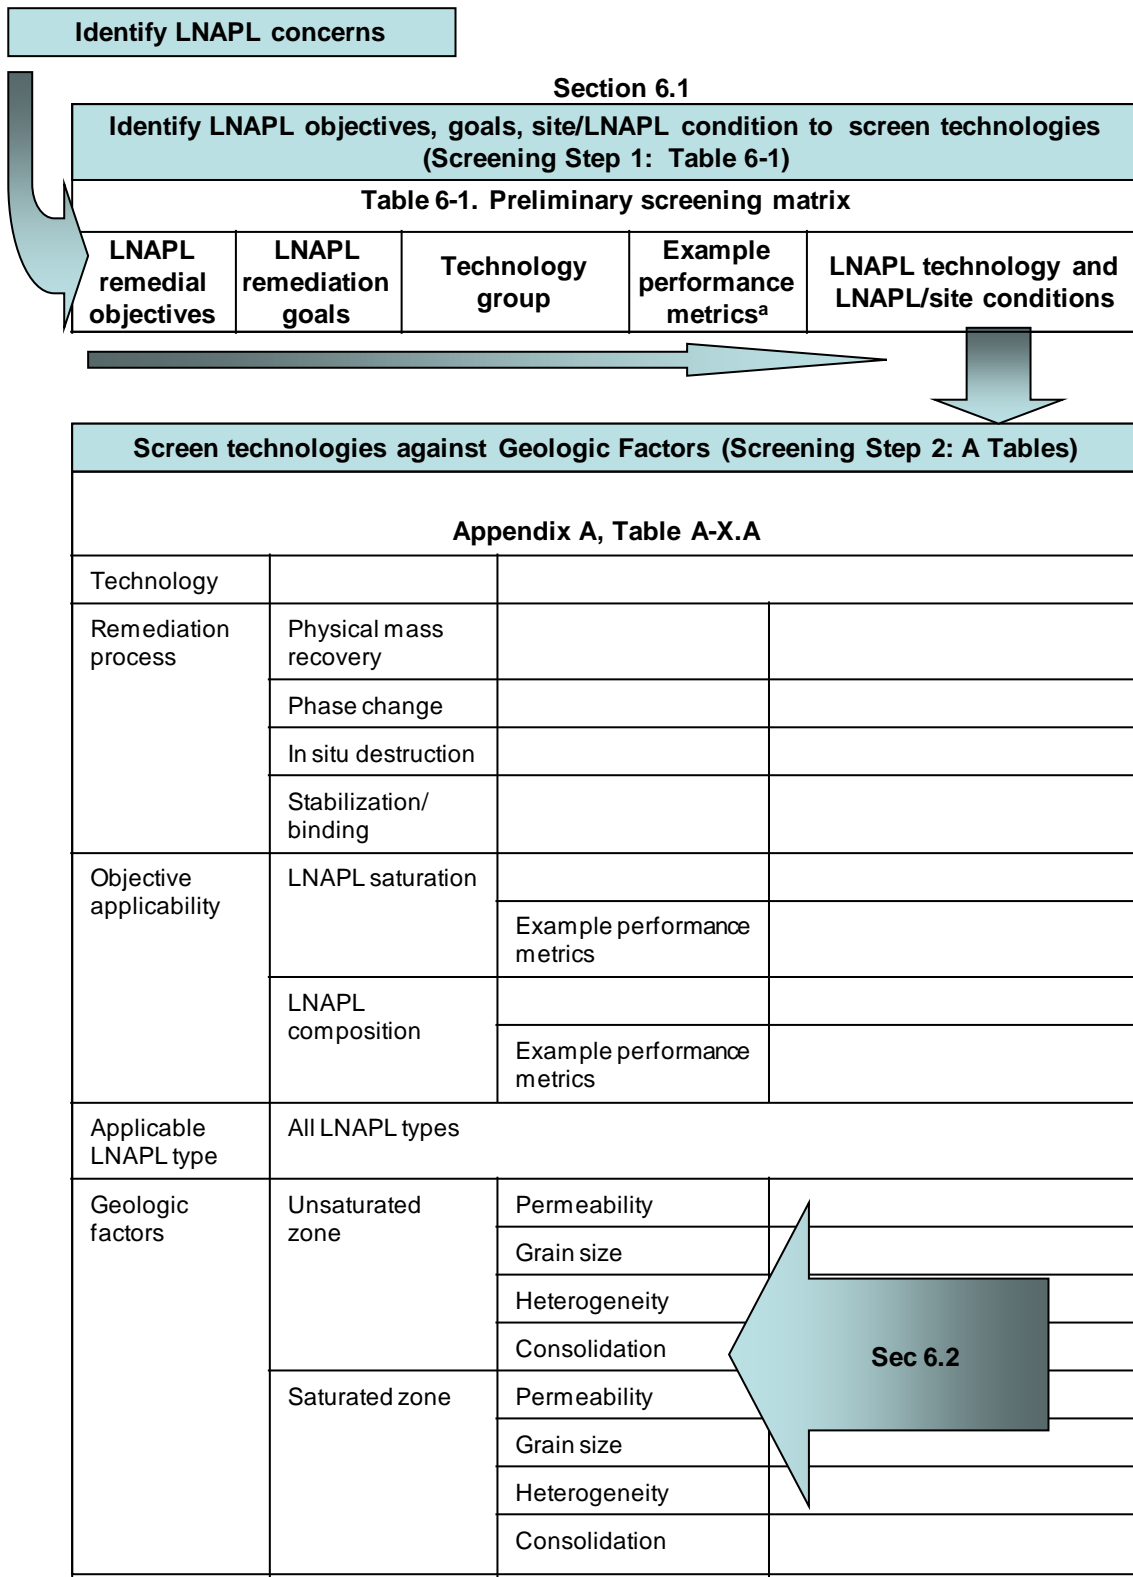 Identify LNAPL concerns
Section 6.1
Identify LNAPL objectives, goals, site/LNAPL condition to screen technologies
(Screening Step 1: Table 6-1)
Table 6-1. Preliminary screening matrix
LNAPL
remedial
objectives
LNAPL
remediation
goals
Technology
group
Example
performance
metricsa
LNAPL technology and
LNAPL/site conditions
Screen technologies against Geologic Factors (Screening Step 2: A Tables)
Appendix A, Table A-X.A
Technology
Remediation
process
Physical mass
recovery
Phase change
In situ destruction
Stabilization/
binding
Objective
applicability
LNAPL saturation
Example performance
metrics
LNAPL
composition
Example performance
metrics
Applicable
LNAPL type
All LNAPL types
Geologic
factors
Unsaturated
zone
Permeability
Grain size
Heterogeneity
Consolidation
Sec 6.2
Saturated zone
Permeability
Grain size
Heterogeneity
Consolidation